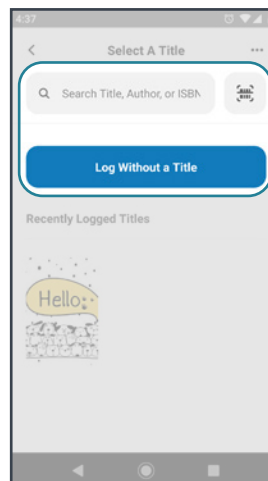 4:37
Select A Title
Search Title, Author, or ISBN
Log Without a Title
Recently Logged Titles
Hello